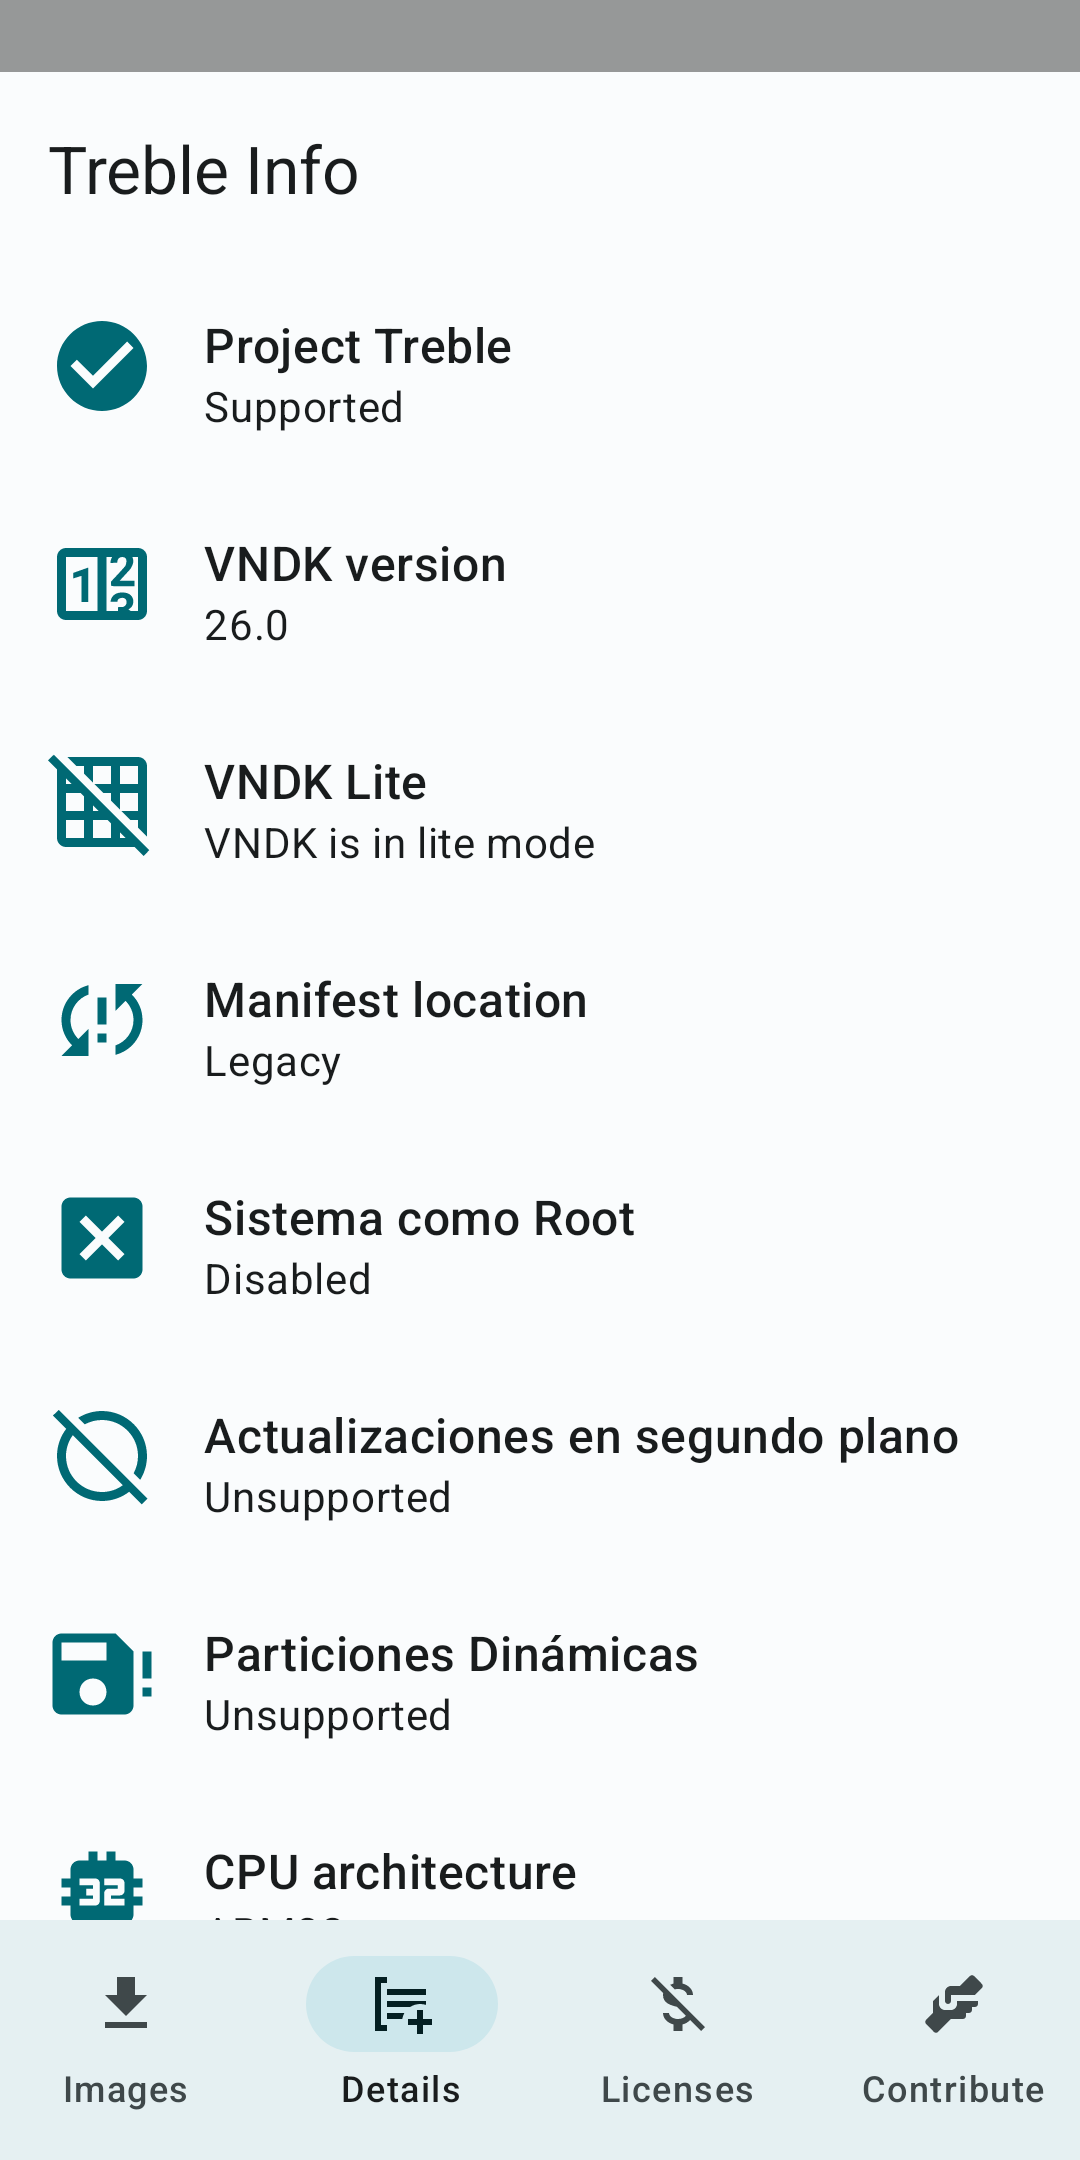 Treble Info
Project Treble
Supported
VNDK version
26.0
VNDK Lite
VNDK is in lite mode
Manifest location
Legacy
Sistema como Root
Disabled
Actualizaciones en segundo plano
Unsupported
Particiones Dinámicas
Unsupported
CPU architecture
Images
Details
Licenses
Contribute